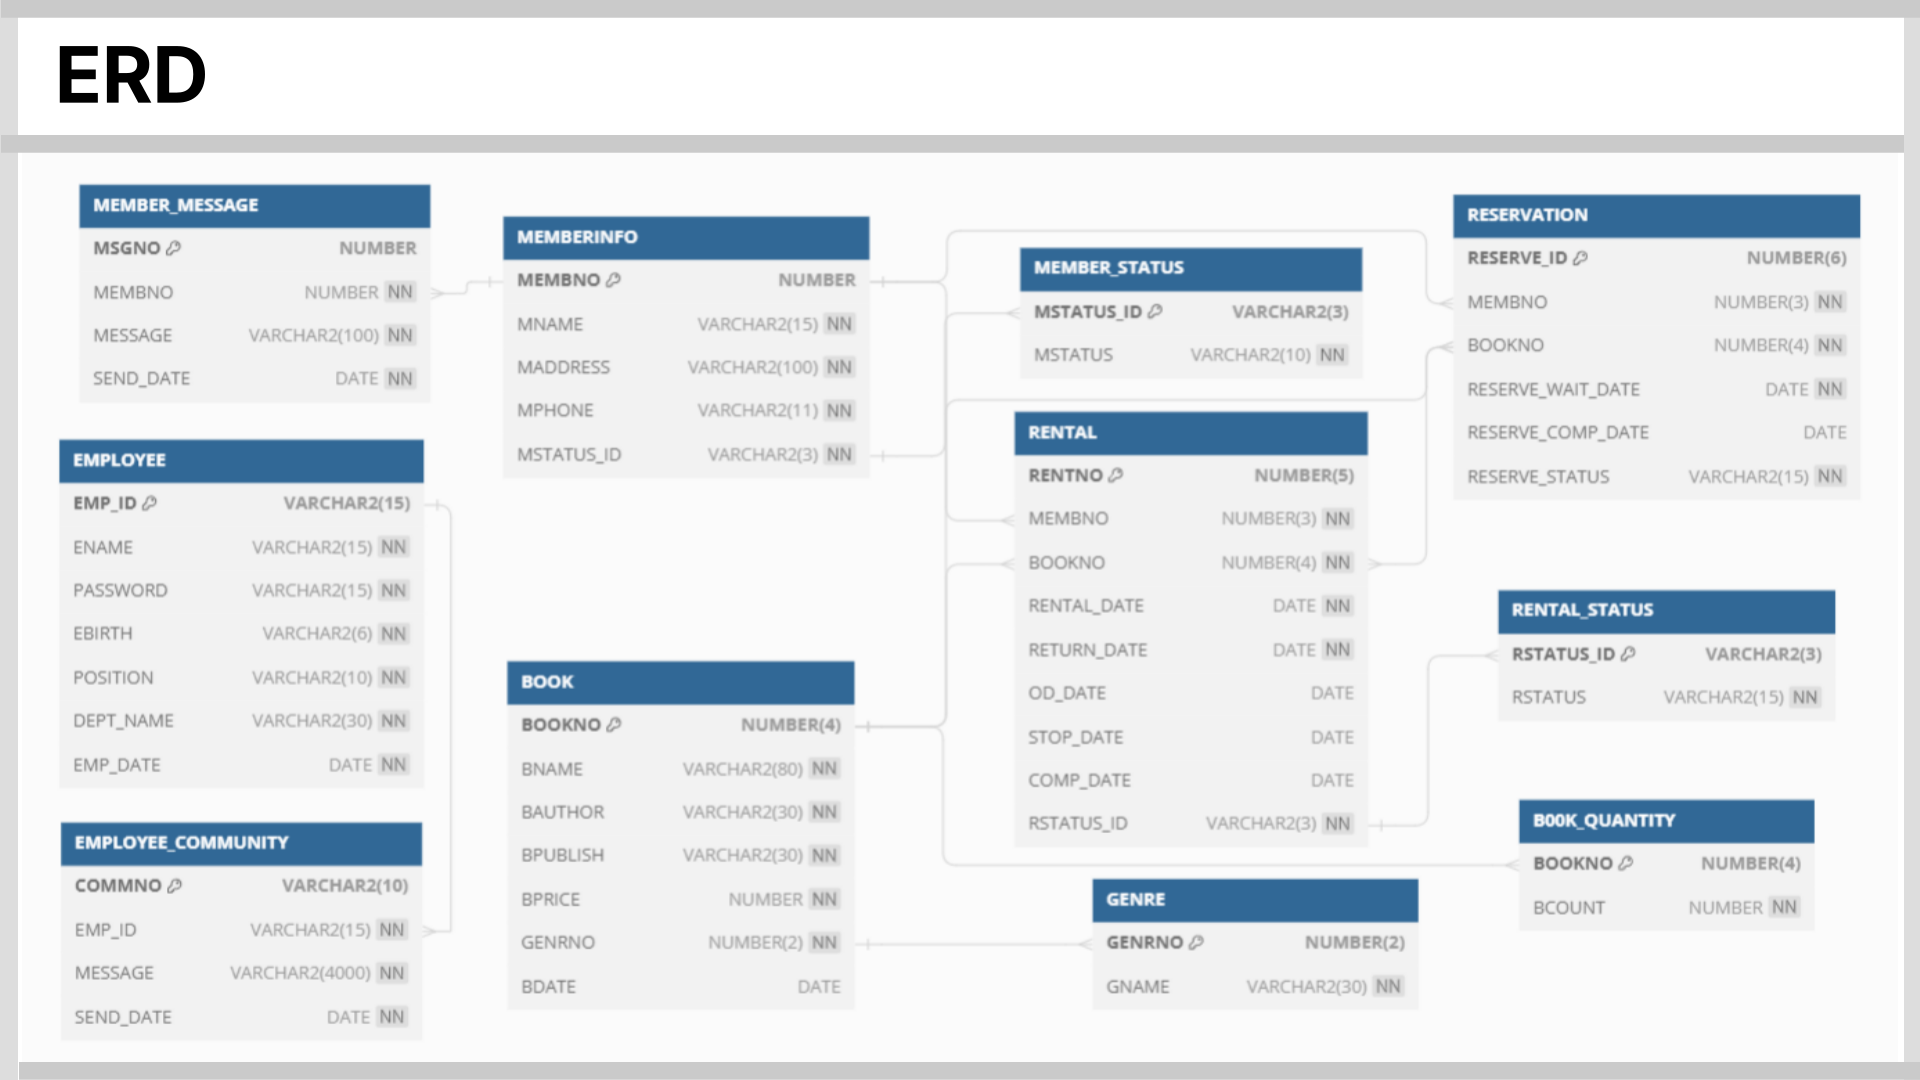 ERD
MEMBER_MESSAGE
MSGNO NUMBER
MEMBNO NUMBER NN
MESSAGE VARCHAR2(100) NN
SEND_DATE DATE NN
EMPLOYEE
EMP_ID VARCHAR2(15)
ENAME VARCHAR2(15) NN
PASSWORD VARCHAR2(15) NN
EBIRTH VARCHAR2(6) NN
POSITION VARCHAR2(10) NN
DEPT_NAME VARCHAR2(30) NN
EMP_DATE DATE NN
EMPLOYEE_COMMUNITY
COMMNO VARCHAR2(10)
EMP_ID VARCHAR2(15) NN
MESSAGE VARCHAR2(4000) NN
SEND_DATE DATE NN
MEMBERINFO
MEMBNO NUMBER
MNAME VARCHAR2(15) NN
MADDRESS VARCHAR2(100) NN
MPHONE VARCHAR2(11) NN
MSTATUS_ID VARCHAR2(3) NN
BOOK
BOOKNO NUMBER(4)
BNAME VARCHAR2(80) NN
BAUTHOR VARCHAR2(30) NN
BPUBLISH VARCHAR2(30) NN
BPRICE NUMBER NN
GENRNO NUMBER(2) NN
BDATE DATE
MEMBER_STATUS
MSTATUS_ID VARCHAR2(3)
MSTATUS VARCHAR2(10) NN
RENTAL
RENTNO NUMBER(5)
MEMBNO NUMBER(3) NN
BOOKNO NUMBER(4) NN
RENTAL_DATE DATE NN
RETURN_DATE DATE NN
OD_DATE DATE
STOP_DATE DATE
COMP_DATE DATE
RSTATUS_ID VARCHAR2(3) NN
GENRE
GENRNO NUMBER(2)
GNAME VARCHAR2(30) NN
RESERVATION
RESERVE_ID NUMBER(6)
MEMBNO NUMBER(3) NN
BOOKNO NUMBER(4) NN
RESERVE_WAIT_DATE DATE NN
RESERVE_COMP_DATE DATE
RESERVE_STATUS VARCHAR2(15) NN
RENTAL_STATUS
RSTATUS_ID VARCHAR2(3)
RSTATUS VARCHAR2(15) NN
B00K_QUANTITY
BOOKNO NUMBER(4)
BCOUNT NUMBER NN